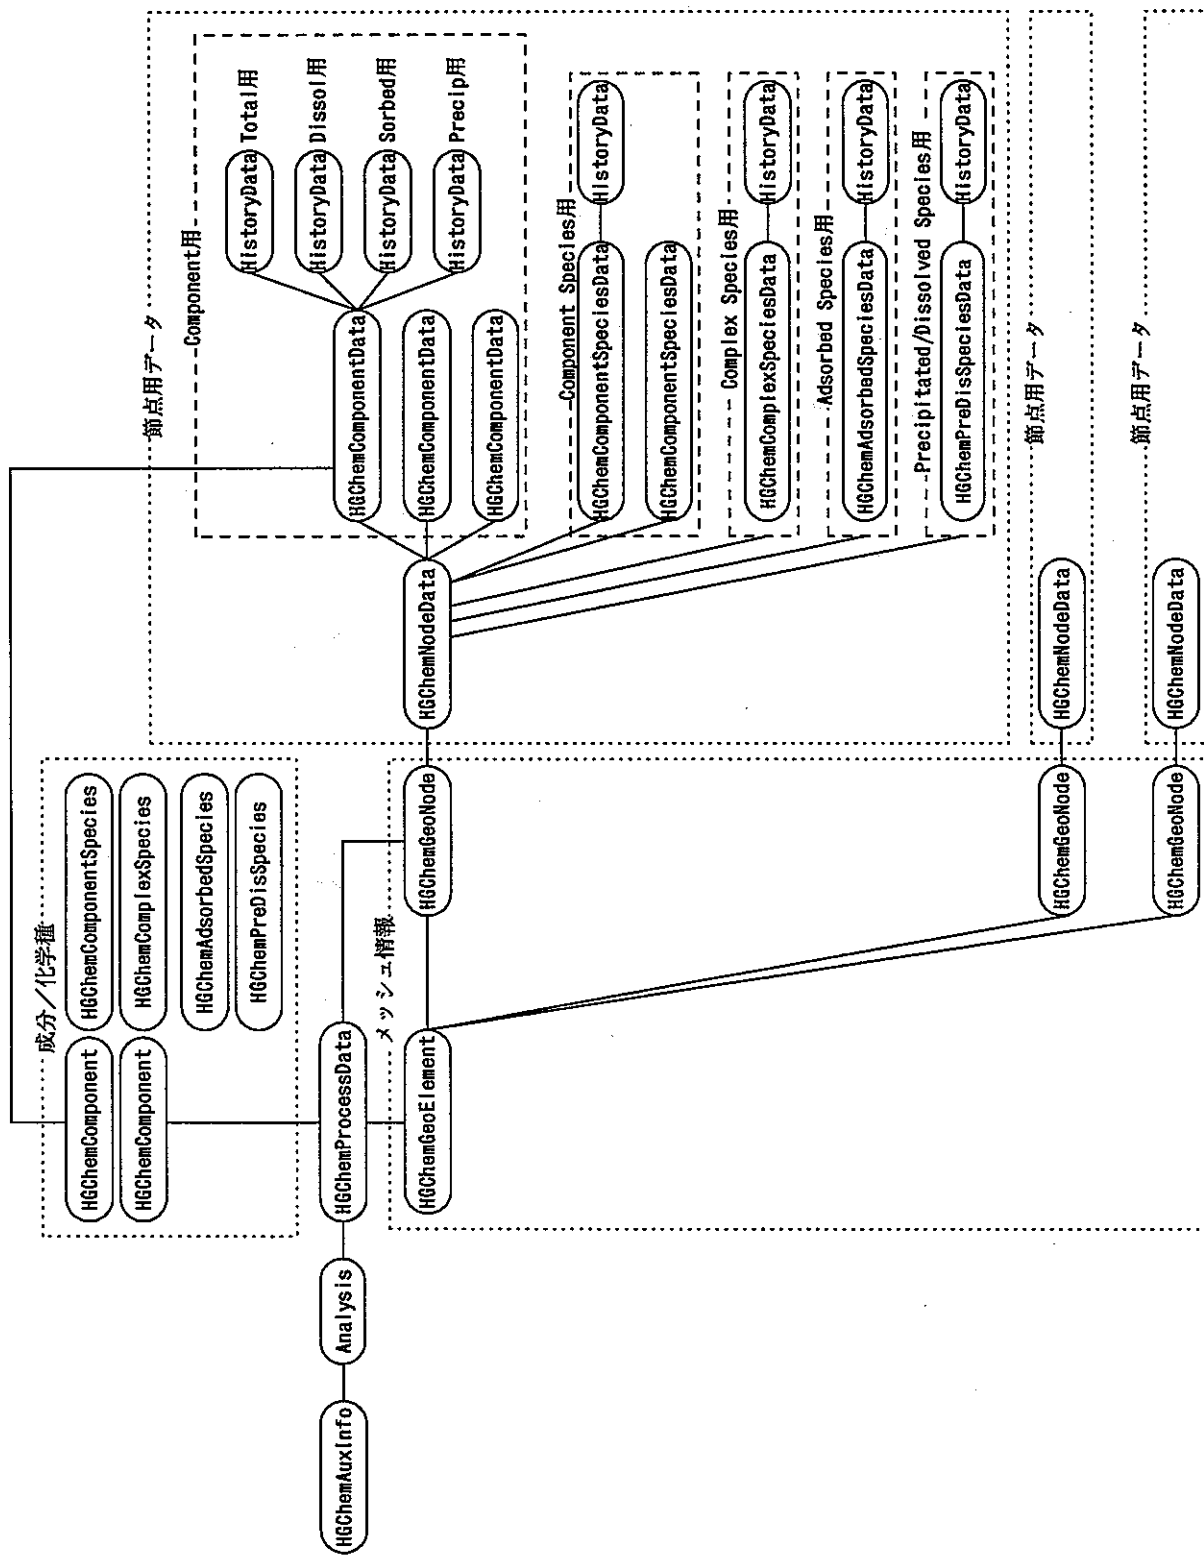 HGChemAuxInfo
Analysis
HGChemProcessData
成分／化学種
HGChemComponent
HGChemComponent
HGChemComponentSpecies
HGChemComplexSpecies
HGChemAdsorbedSpecies
HGChemPreDisSpecies
メッシュ情報
HGChemGeoElement
HGChemGeoNode
HGChemGeoNode
HGChemGeoNode
節点用データ
HGChemNodeData
Component用
HGChemComponentData
HGChemComponentData
HGChemComponentData
HistoryData Total用
HistoryData Dissol用
HistoryData Sorbed用
HistoryData Precip用
Component Species用
HGChemComponentSpeciesData
HistoryData
HGChemComponentSpeciesData
Complex Species用
HGChemComplexSpeciesData
HistoryData
Adsorbed Species用
HGChemAdsorbedSpeciesData
HistoryData
Precipitated/Dissolved Species用
HGChemPreDisSpeciesData
HistoryData
節点用データ
HGChemNodeData
節点用データ
HGChemNodeData